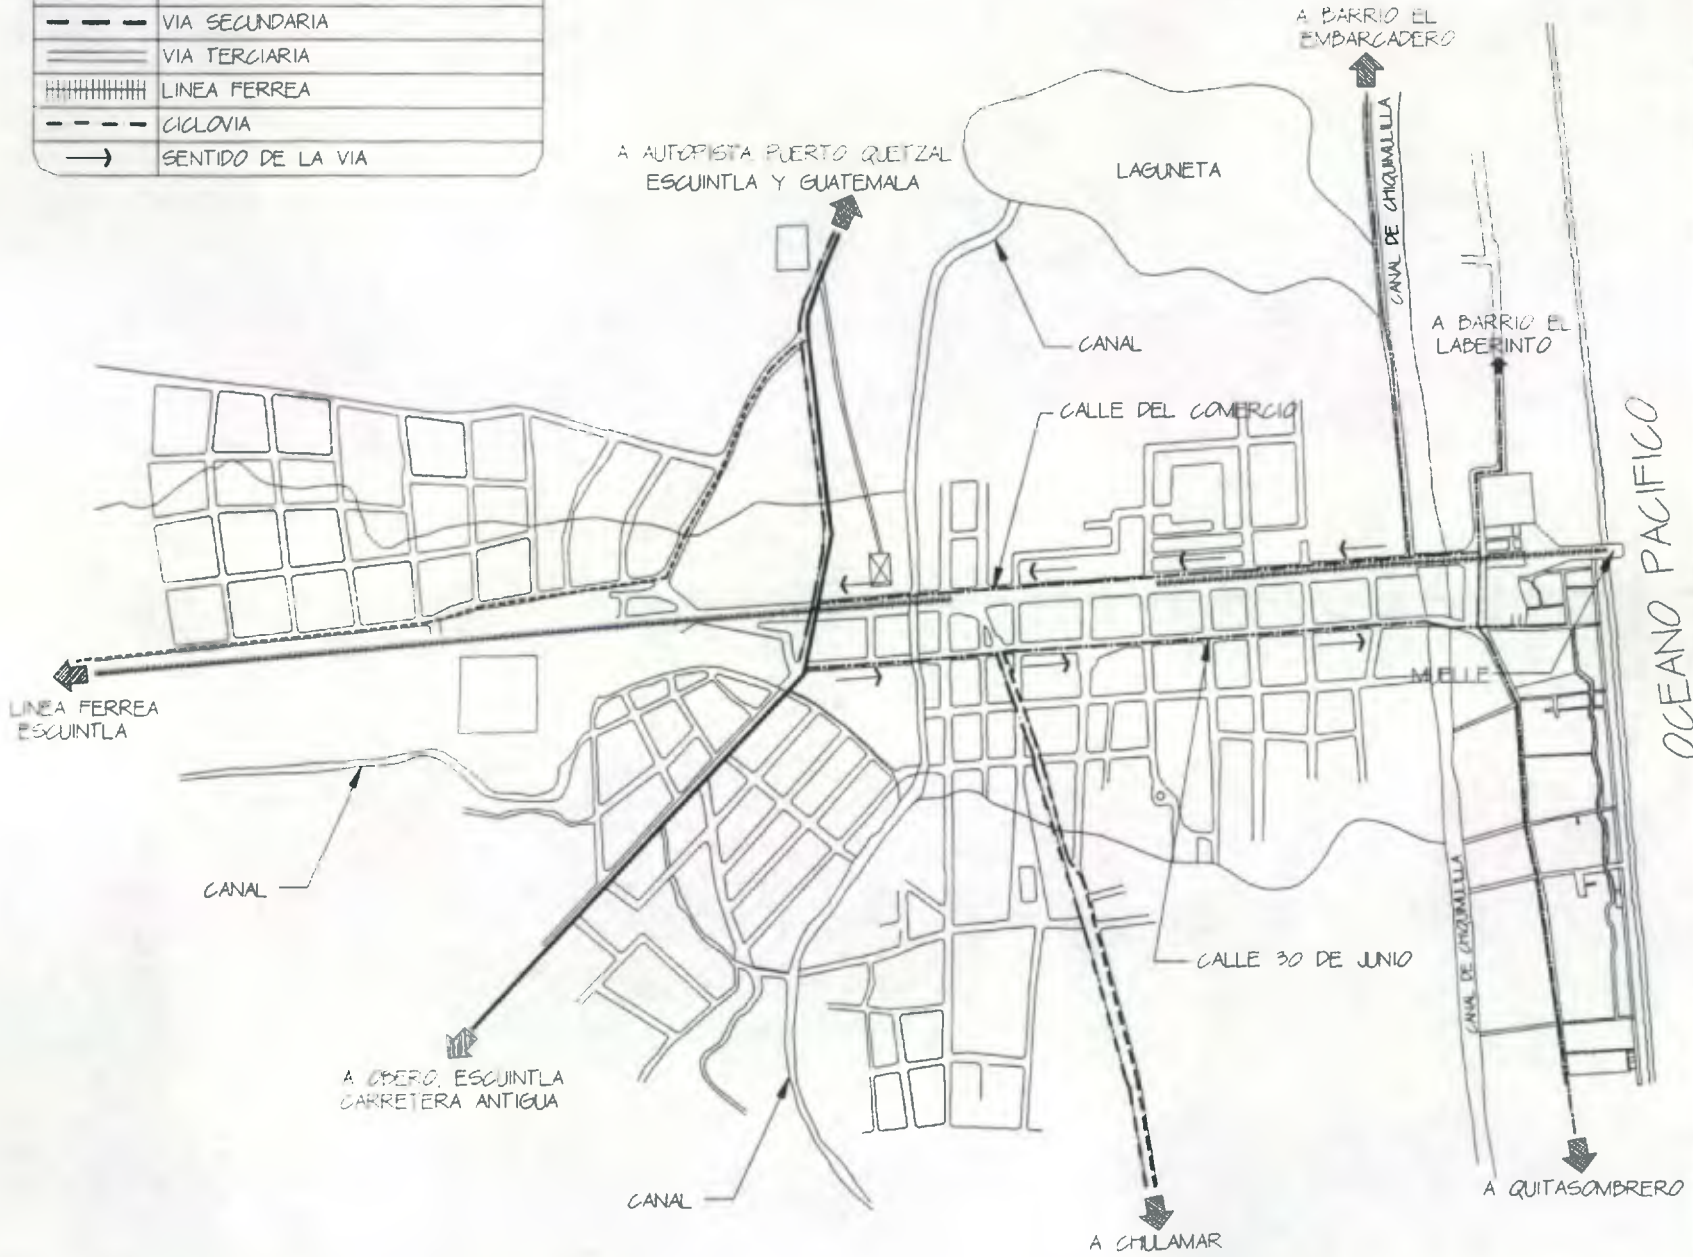 VIA SECUNDARIA
VIA TERCIARIA
LINEA FERREA
CICLOVIA
SENTIDO DE LA VIA
A BARRIO EL
EMBARCADERO
A AUTOPISTA PUERTO QUETZAL
ESCUINTLA Y GUATEMALA
LAGUNETA
CANAL DE CHIQUIMULILLA
CANAL
A BARRIO EL
LABERINTO
CALLE DEL COMERCIO
OCEANO PACIFICO
LINEA FERREA
ESCUINTLA
MUELLE
CANAL
CANAL DE CHIQUIMULILLA
CALLE 30 DE JUNIO
A OBERO, ESCUINTLA
CARRETERA ANTIGUA
CANAL
A QUITASOMBRERO
A CHULAMAR